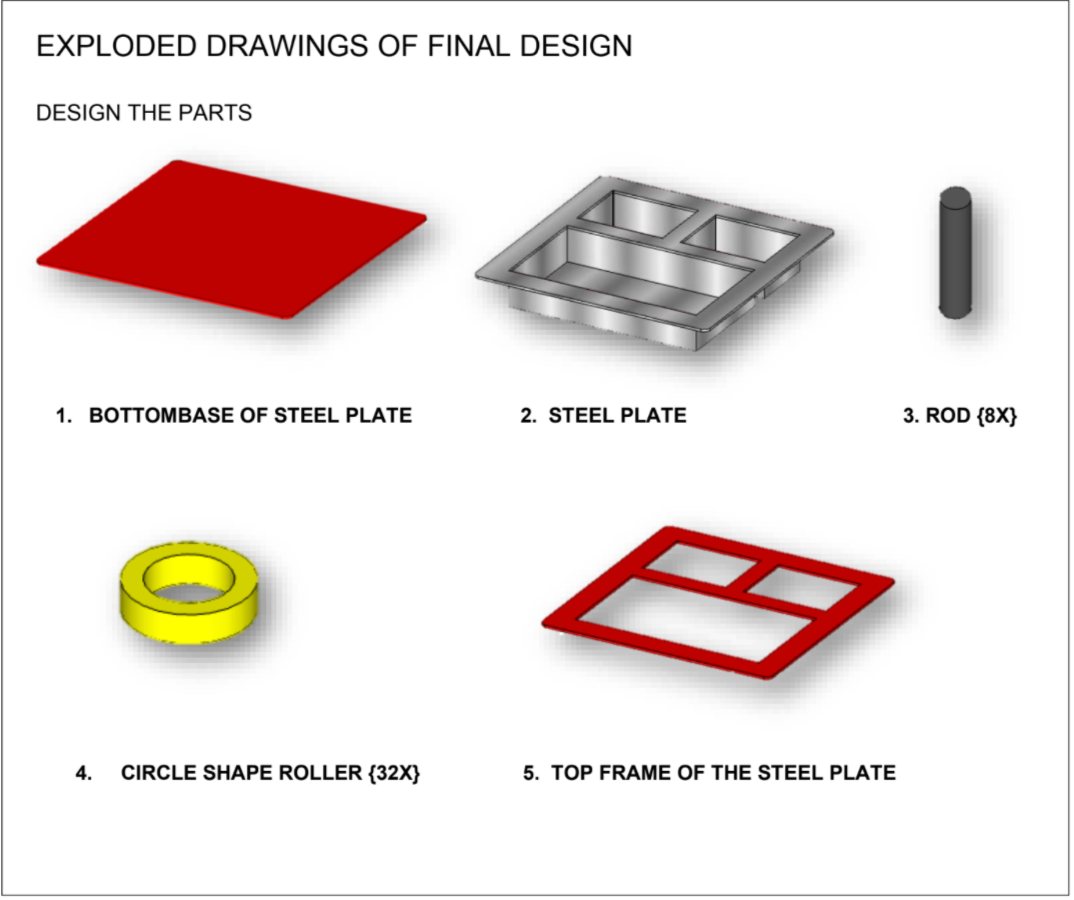 EXPLODED DRAWINGS OF FINAL DESIGN
DESIGN THE PARTS
1. BOTTOMBASE OF STEEL PLATE
2. STEEL PLATE
3. ROD {8X}
4. CIRCLE SHAPE ROLLER {32X}
5. TOP FRAME OF THE STEEL PLATE